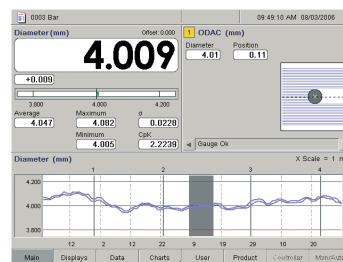 0003 Bar
09:49:10 AM 08/03/2006
Diameter (mm)
Offset: 0.000
4.009
+0.009
3.800 4.000 4.200
Average Maximum σ
4.047 4.082 0.0228
Minimum CpK
4.005 2.2239
1 ODAC (mm)
Diameter Position
4.01 0.11
Gauge Ok
Diameter (mm)
X Scale = 1 m
1 2 3 4
4.200
4.000
3.800
12 2 12 22 9 19 29 10 20
Main Displays Data Charts User Product Controller Man/Auto